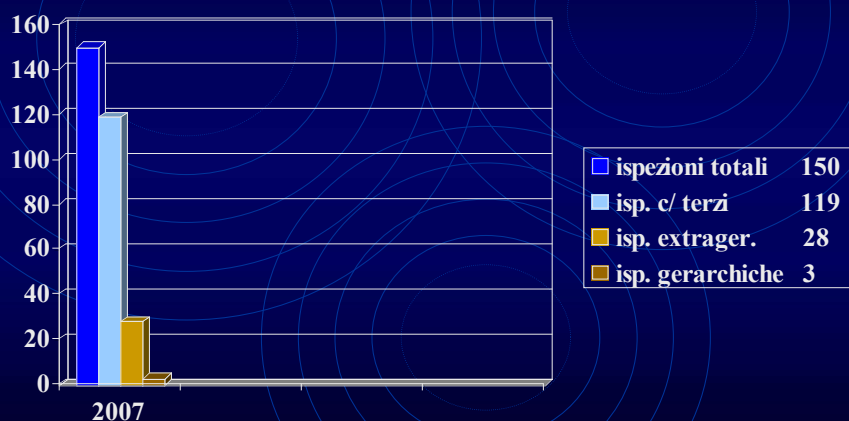 160
140
120
100
80
60
40
20
0
2007
ispezioni totali 150
isp. c/ terzi 119
isp. extrager. 28
isp. gerarchiche 3